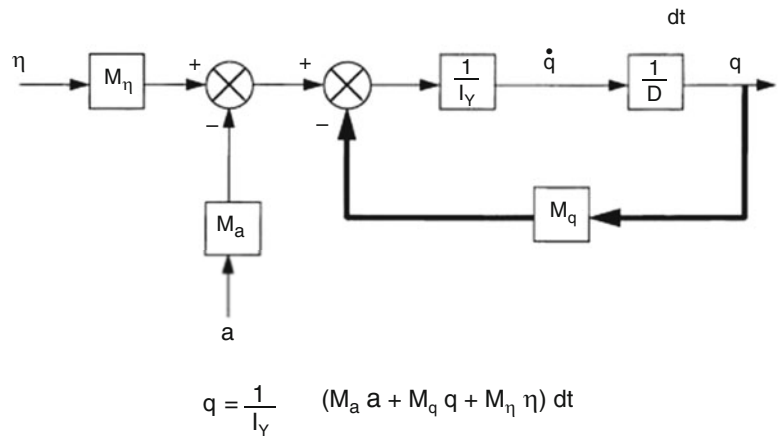 dt
η M_η + + 1/I_Y q̇ 1/D q
− −
M_a M_q
a
q = 1/I_Y (M_a a + M_q q + M_η η) dt